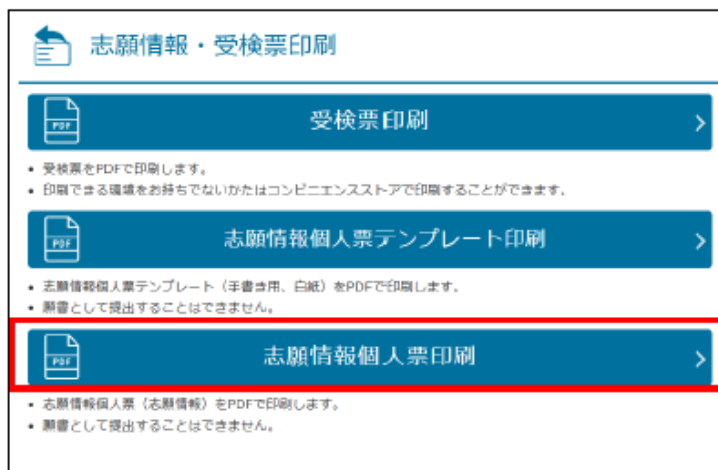 志願情報・受検票印刷
PDF
受検票印刷
• 受検票をPDFで印刷します。
• 印刷できる環境をお持ちでないかたはコンビニエンスストアで印刷することができます。
PDF
志願情報個人票テンプレート印刷
• 志願情報個人票テンプレート（手書き用、白紙）をPDFで印刷します。
• 願書として提出することはできません。
PDF
志願情報個人票印刷
• 志願情報個人票（志願情報）をPDFで印刷します。
• 願書として提出することはできません。